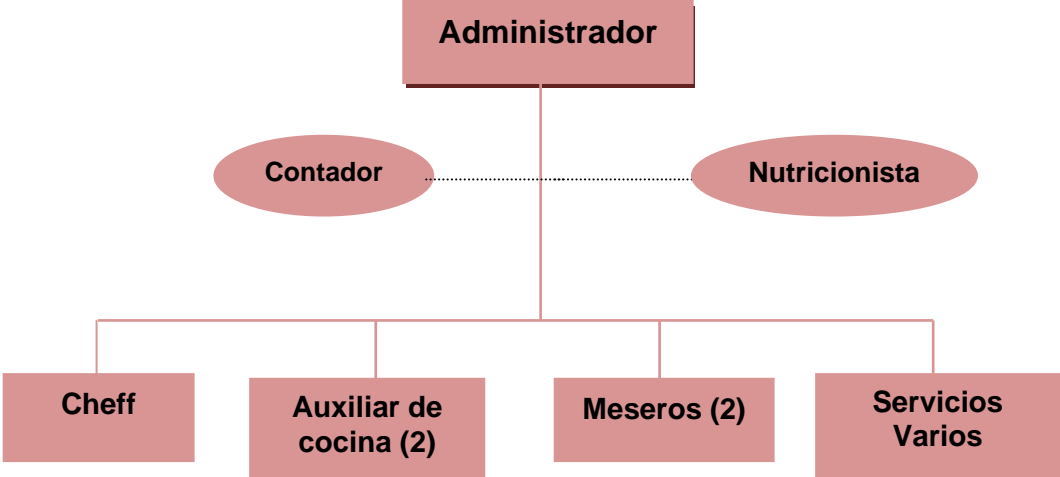 Administrador
Contador
Nutricionista
Cheff
Auxiliar de
cocina (2)
Meseros (2)
Servicios
Varios